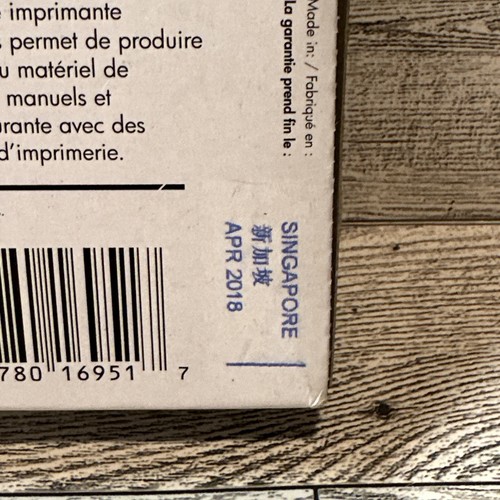 imprimante
permet de produire
matériel de
manuels et
avec des
d'imprimerie.
Made in: / Fabriqué en :
La garantie prend fin le :
SINGAPORE
新加坡
APR 2018
780 16951 7